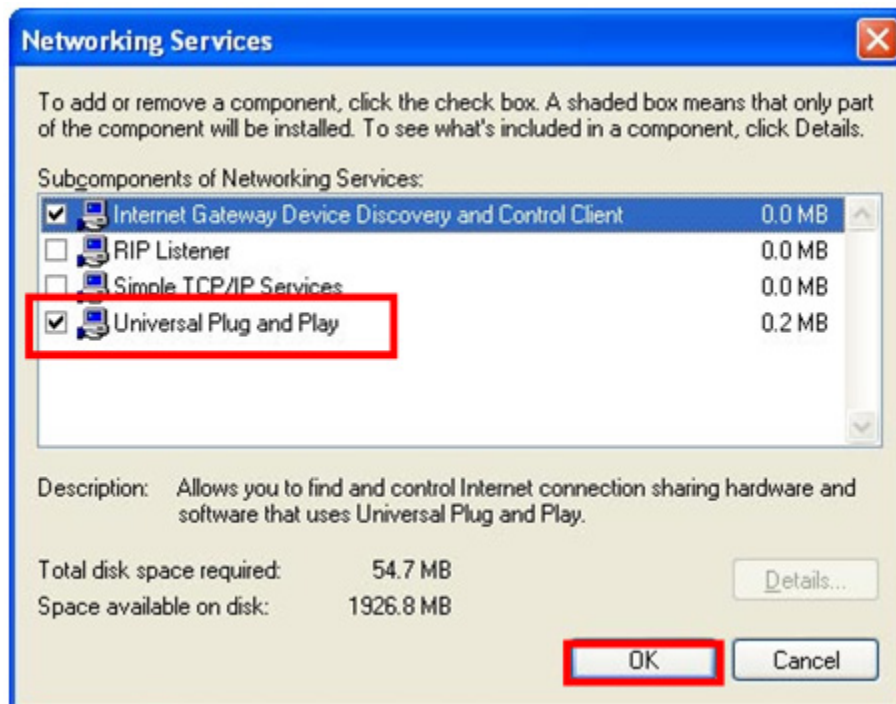 Networking Services
To add or remove a component, click the check box. A shaded box means that only part
of the component will be installed. To see what's included in a component, click Details.
Subcomponents of Networking Services:
Internet Gateway Device Discovery and Control Client 0.0 MB
RIP Listener 0.0 MB
Simple TCP/IP Services 0.0 MB
Universal Plug and Play 0.2 MB
Description: Allows you to find and control Internet connection sharing hardware and
software that uses Universal Plug and Play.
Total disk space required: 54.7 MB
Space available on disk: 1926.8 MB
Details...
OK Cancel